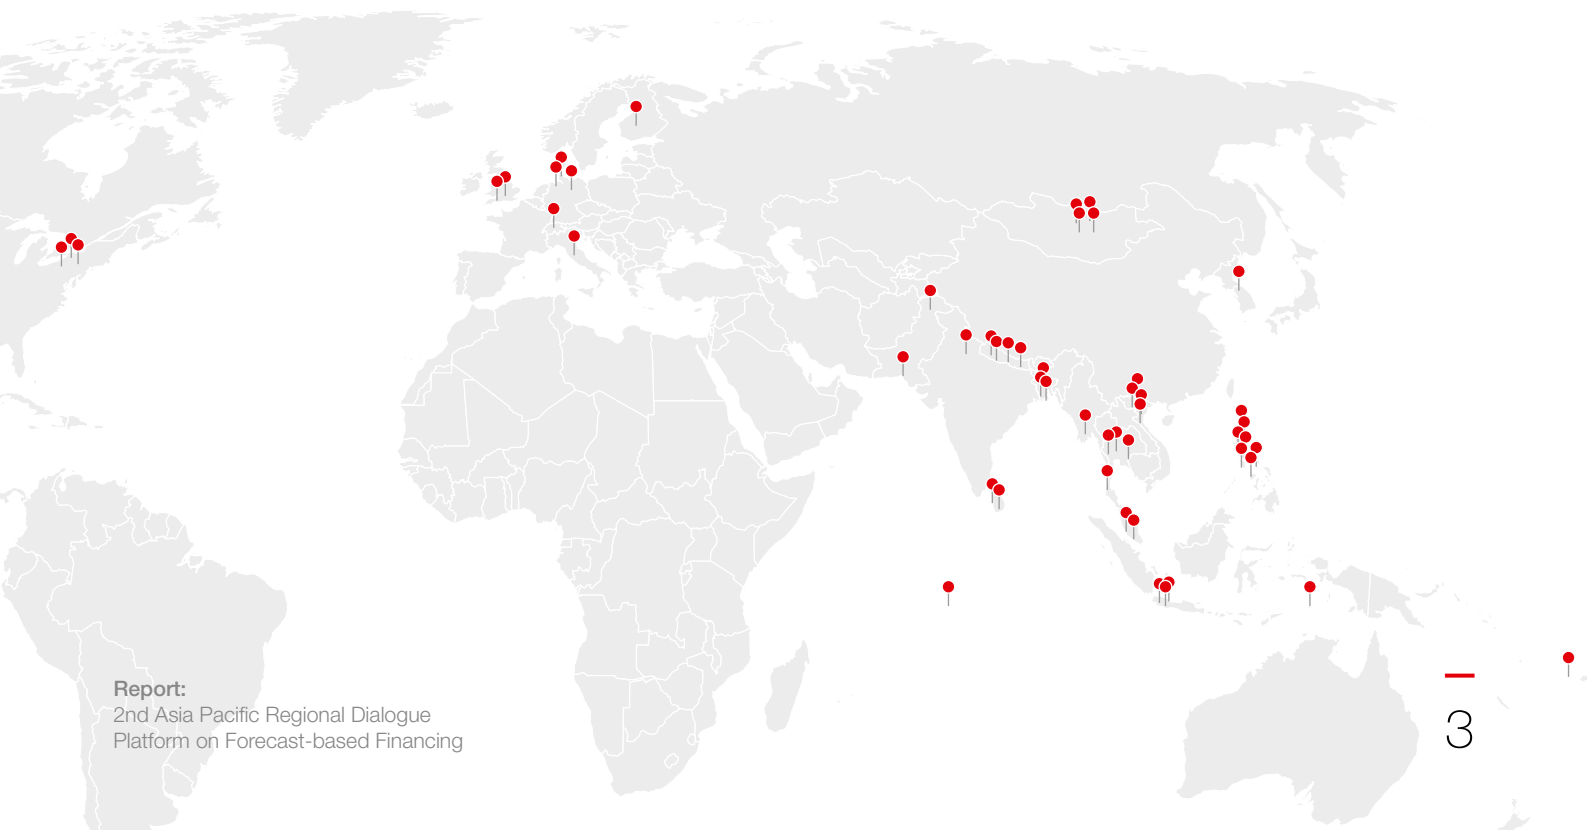 Report:
2nd Asia Pacific Regional Dialogue
Platform on Forecast-based Financing
3